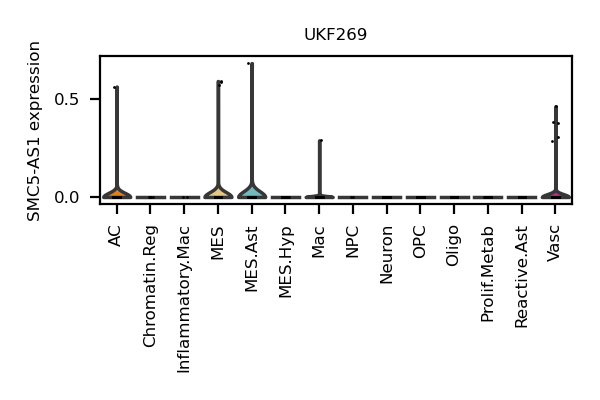 UKF269
SMC5-AS1 expression
0.5
0.0
AC
Chromatin.Reg
Inflammatory.Mac
MES
MES.Ast
MES.Hyp
Mac
NPC
Neuron
OPC
Oligo
Prolif.Metab
Reactive.Ast
Vasc